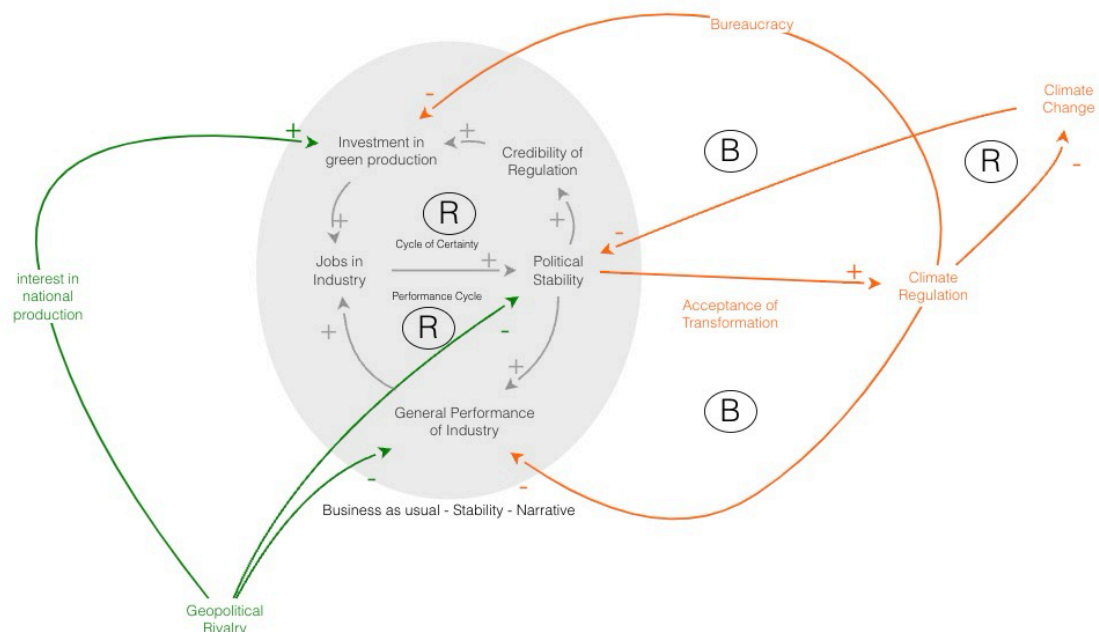 Bureaucracy
-
Climate
Change
+
Investment in
green production
+
Credibility of
Regulation
B
R
-
R
+
+
-
Cycle of Certainty
Jobs in
Industry
+
Political
Stability
+
Climate
Regulation
interest in
national
production
Performance Cycle
R
+
-
Acceptance of
Transformation
+
General Performance
of Industry
B
-
-
Business as usual - Stability - Narrative
Geopolitical
Rivalry